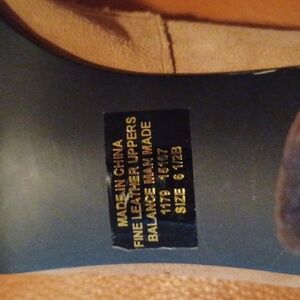 MADE IN CHINA
FINE LEATHER UPPERS
BALANCE MAN MADE
1179 15167
SIZE 6 1/2B